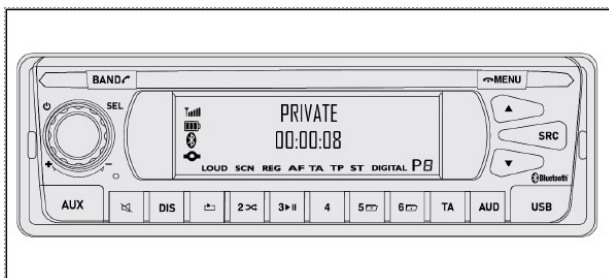 BAND MENU
SEL
PRIVATE
00:00:08
SRC
LOUD SCN REG AF TA TP ST DIGITAL P8
Bluetooth
AUX DIS 2 3 4 5 6 TA AUD USB